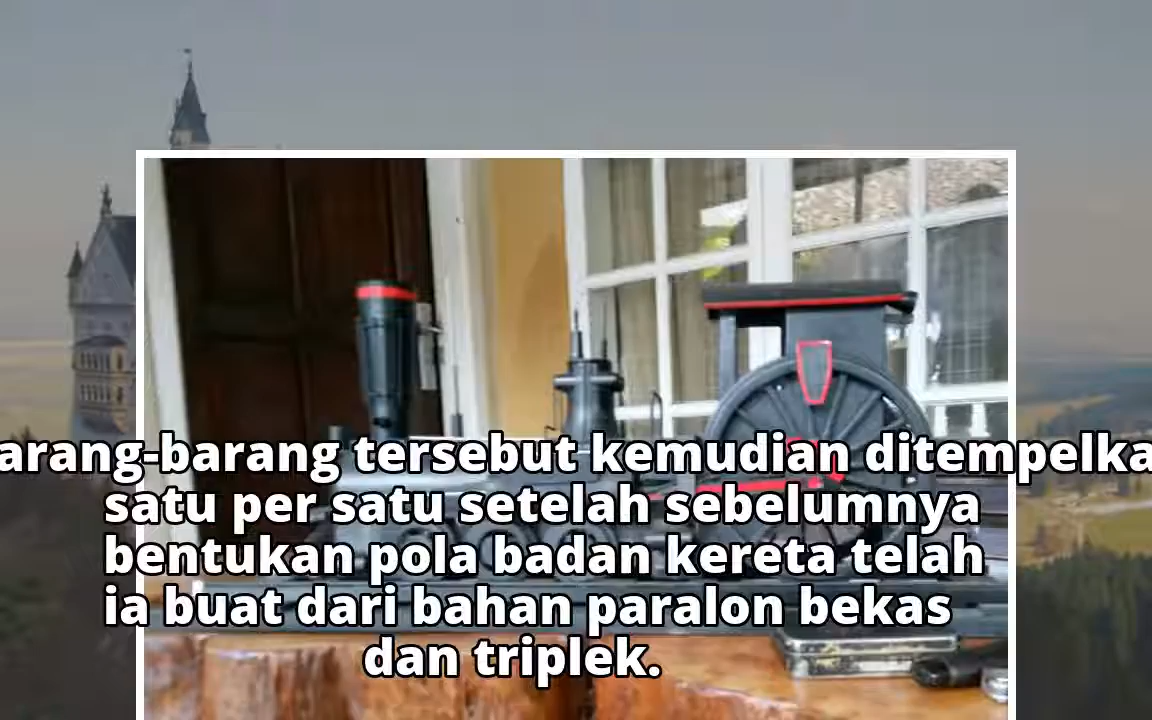 arang-barang tersebut kemudian ditempelka
satu per satu setelah sebelumnya
bentukan pola badan kereta telah
ia buat dari bahan paralon bekas
dan triplek.